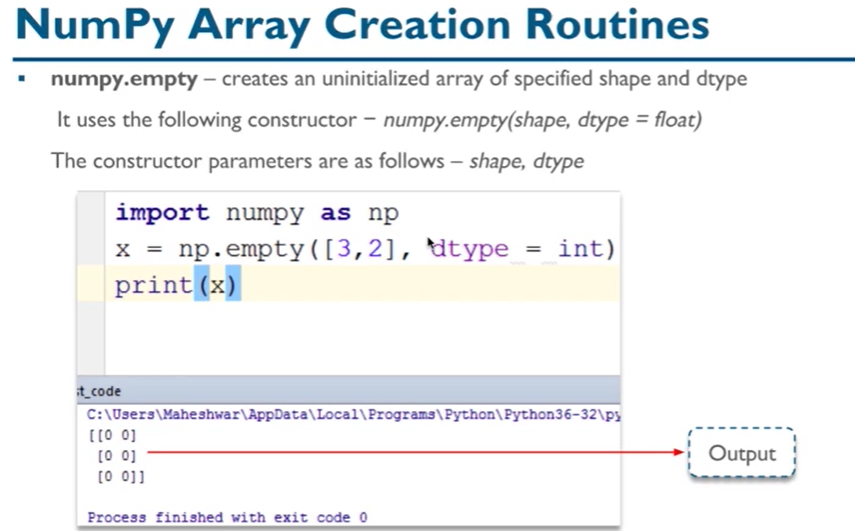 NumPy Array Creation Routines
▪ numpy.empty – creates an uninitialized array of specified shape and dtype
It uses the following constructor – numpy.empty(shape, dtype = float)
The constructor parameters are as follows – shape, dtype
import numpy as np
x = np.empty([3,2], dtype = int)
print(x)
st_code
C:\Users\Maheshwar\AppData\Local\Programs\Python\Python36-32\py
[[0 0]
[0 0]
[0 0]]
Output
Process finished with exit code 0